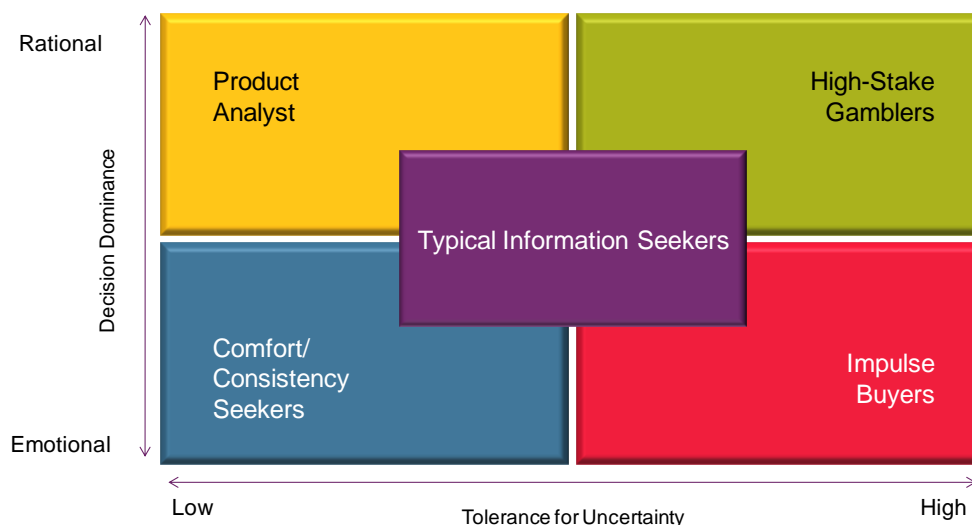 Rational
Product
Analyst
High-Stake
Gamblers
Decision Dominance
Typical Information Seekers
Comfort/
Consistency
Seekers
Impulse
Buyers
Emotional
Low
Tolerance for Uncertainty
High